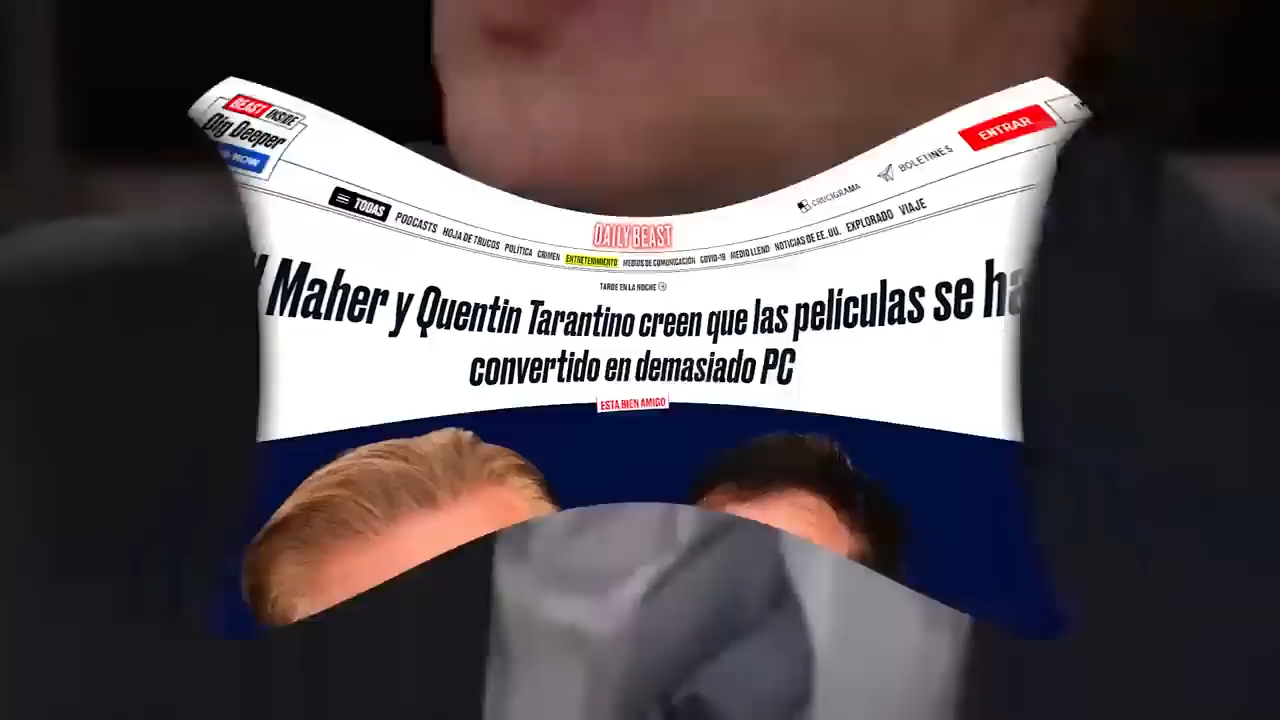 BEAST INSIDE
Dig Deeper
NOW
ENTRAR
CRUCIGRAMA
BOLETINES
TODAS
PODCASTS HOJA DE TRUCOS POLÍTICA CRIMEN ENTRETENIMIENTO MEDIOS DE COMUNICACIÓN COVID-19 MEDIO LLENO NOTICIAS DE EE. UU. EXPLORADO VIAJE
DAILY BEAST
TARDE EN LA NOCHE
Maher y Quentin Tarantino creen que las películas se ha
convertido en demasiado PC
ESTA BIEN AMIGO